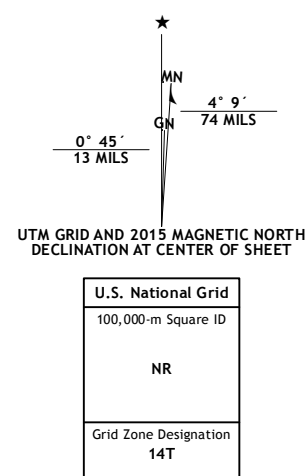 ★
MN
4° 9´
74 MILS
GN
0° 45´
13 MILS
UTM GRID AND 2015 MAGNETIC NORTH
DECLINATION AT CENTER OF SHEET
U.S. National Grid
100,000-m Square ID
NR
Grid Zone Designation
14T